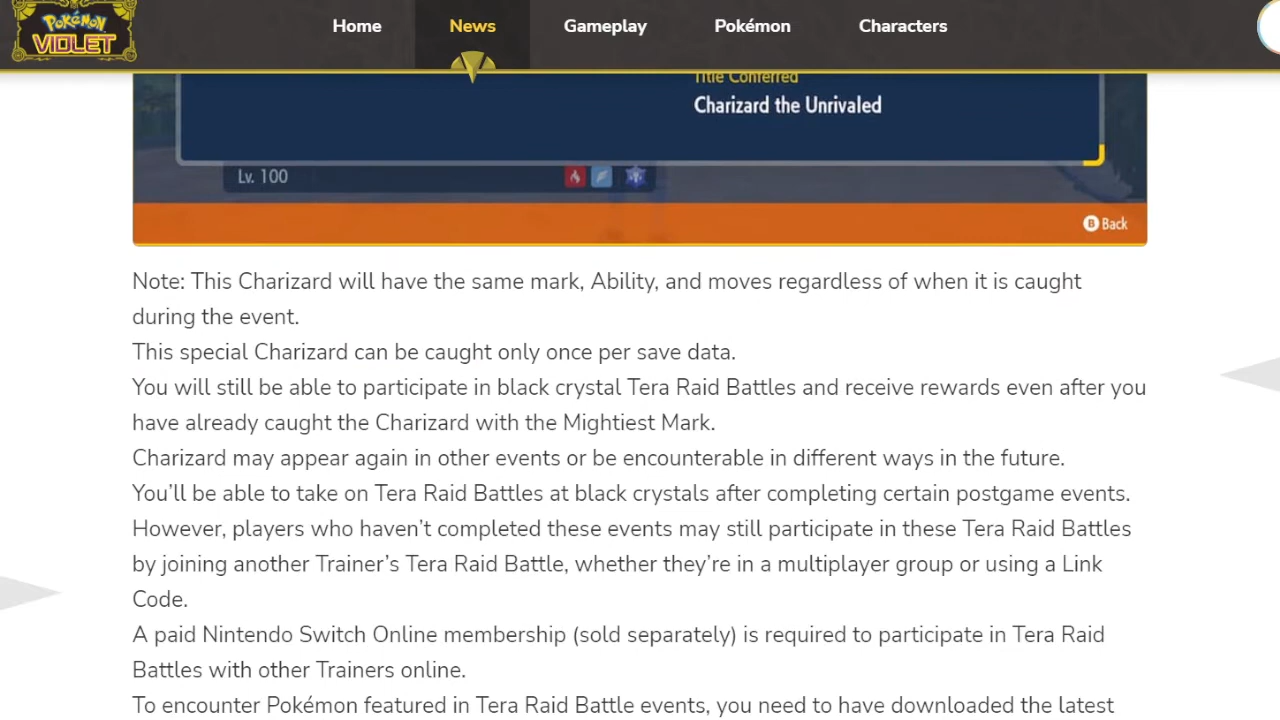 POKÉMON
VIOLET
Home
News
Gameplay
Pokémon
Characters
Title Conferred
Charizard the Unrivaled
Lv. 100
B Back
Note: This Charizard will have the same mark, Ability, and moves regardless of when it is caught
during the event.
This special Charizard can be caught only once per save data.
You will still be able to participate in black crystal Tera Raid Battles and receive rewards even after you
have already caught the Charizard with the Mightiest Mark.
Charizard may appear again in other events or be encounterable in different ways in the future.
You’ll be able to take on Tera Raid Battles at black crystals after completing certain postgame events.
However, players who haven’t completed these events may still participate in these Tera Raid Battles
by joining another Trainer’s Tera Raid Battle, whether they’re in a multiplayer group or using a Link
Code.
A paid Nintendo Switch Online membership (sold separately) is required to participate in Tera Raid
Battles with other Trainers online.
To encounter Pokémon featured in Tera Raid Battle events, you need to have downloaded the latest